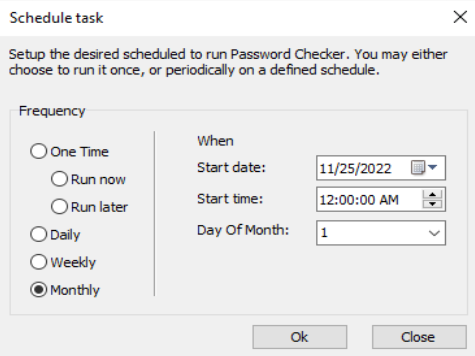 Schedule task
Setup the desired scheduled to run Password Checker. You may either
choose to run it once, or periodically on a defined schedule.
Frequency
One Time
Run now
Run later
Daily
Weekly
Monthly
When
Start date: 11/25/2022
Start time: 12:00:00 AM
Day Of Month: 1
Ok Close